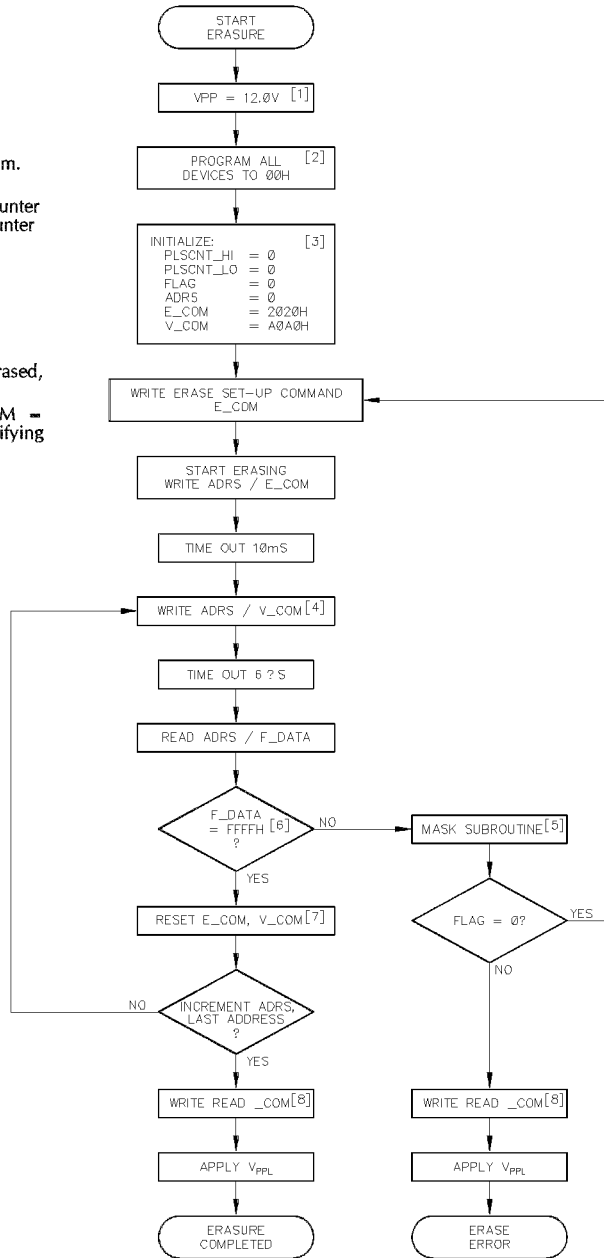 START
ERASURE
VPP = 12.0V [1]
m.
PROGRAM ALL [2]
DEVICES TO 00H
unter
unter
INITIALIZE: [3]
PLSCNT_HI = 0
PLSCNT_LO = 0
FLAG = 0
ADRS = 0
E_COM = 2020H
V_COM = A0A0H
rased,
M =
ifying
WRITE ERASE SET-UP COMMAND
E_COM
START ERASING
WRITE ADRS / E_COM
TIME OUT 10mS
WRITE ADRS / V_COM [4]
TIME OUT 6 ? S
READ ADRS / F_DATA
F_DATA
= FFFFH [6]
?
NO
MASK SUBROUTINE [5]
YES
RESET E_COM, V_COM [7]
FLAG = 0?
YES
NO
NO
INCREMENT ADRS,
LAST ADDRESS
?
YES
WRITE READ _COM [8]
WRITE READ _COM [8]
APPLY VPPL
APPLY VPPL
ERASURE
COMPLETED
ERASE
ERROR